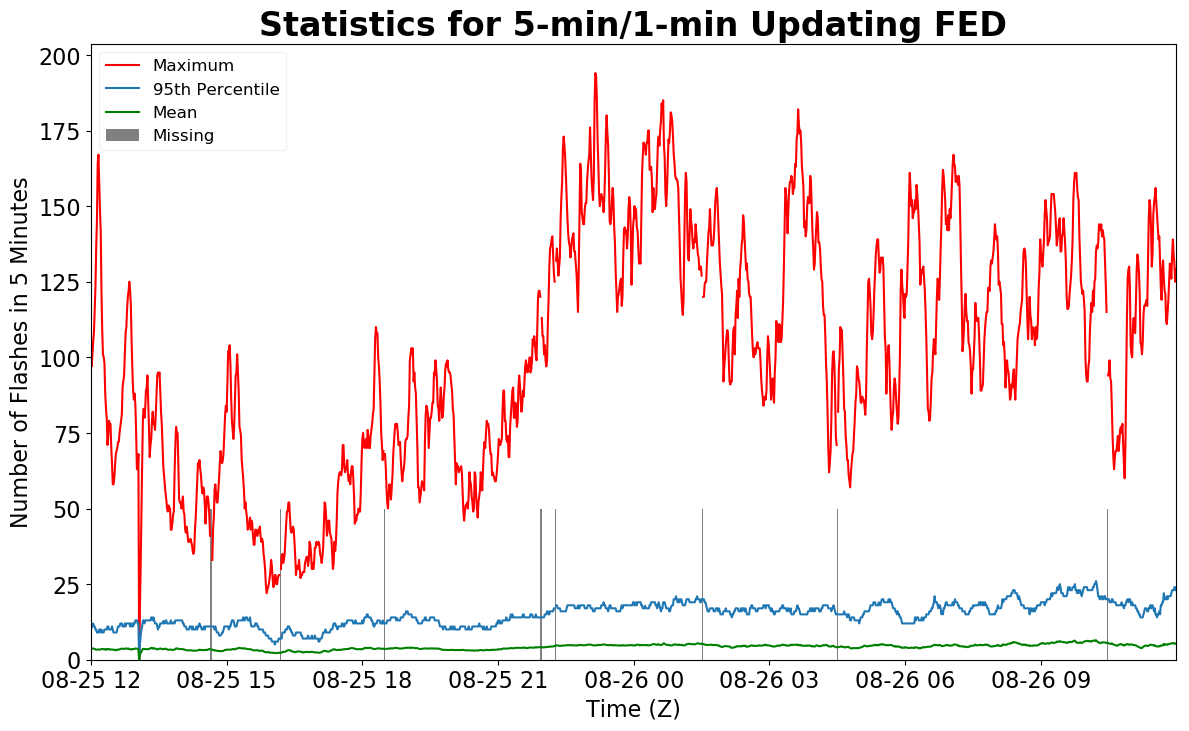 Statistics for 5-min/1-min Updating FED
Number of Flashes in 5 Minutes
200
175
150
125
100
75
50
25
0
Maximum
95th Percentile
Mean
Missing
08-25 12
08-25 15
08-25 18
08-25 21
08-26 00
08-26 03
08-26 06
08-26 09
Time (Z)